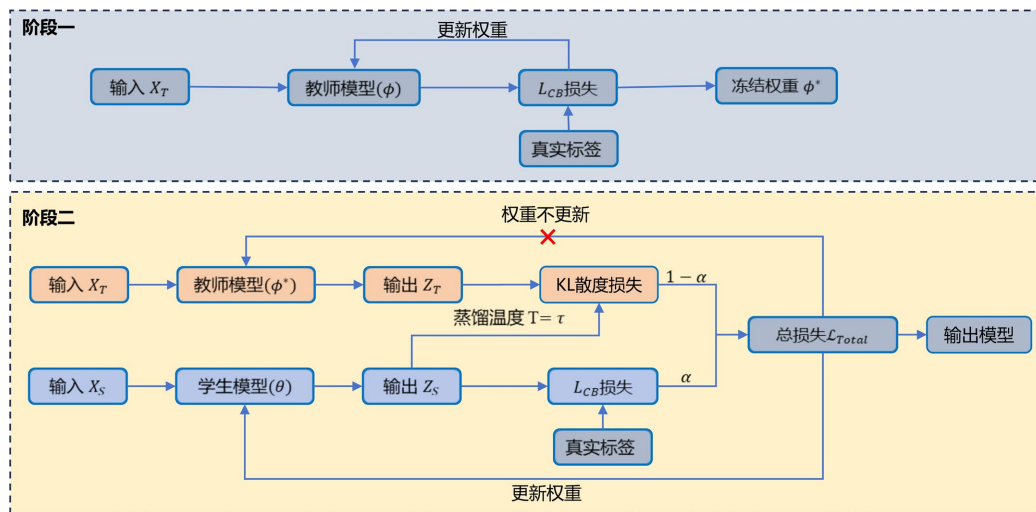 阶段一
更新权重
输入 X_T
教师模型(ϕ)
L_CB损失
冻结权重 ϕ*
真实标签
阶段二
权重不更新
输入 X_T
教师模型(ϕ*)
输出 Z_T
KL散度损失
1 − α
蒸馏温度 T= τ
总损失ℒ_Total
输出模型
输入 X_S
学生模型(θ)
输出 Z_S
L_CB损失
α
真实标签
更新权重